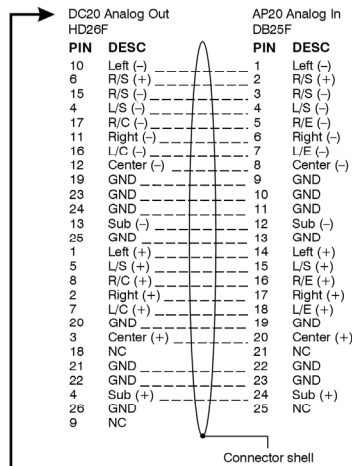 DC20 Analog Out AP20 Analog In
HD26F DB25F
PIN DESC PIN DESC
10 Left (–) 1 Left (–)
6 R/S (+) 2 R/S (+)
15 R/S (–) 3 R/S (–)
4 L/S (–) 4 L/S (–)
17 R/C (–) 5 R/E (–)
11 Right (–) 6 Right (–)
16 L/C (–) 7 L/E (–)
12 Center (–) 8 Center (–)
19 GND 9 GND
23 GND 10 GND
24 GND 11 GND
13 Sub (–) 12 Sub (–)
25 GND 13 GND
1 Left (+) 14 Left (+)
5 L/S (+) 15 L/S (+)
8 R/C (+) 16 R/E (+)
2 Right (+) 17 Right (+)
7 L/C (+) 18 L/E (+)
20 GND 19 GND
3 Center (+) 20 Center (+)
18 NC 21 NC
21 GND 22 GND
22 GND 23 GND
4 Sub (+) 24 Sub (+)
26 GND 25 NC
9 NC
Connector shell